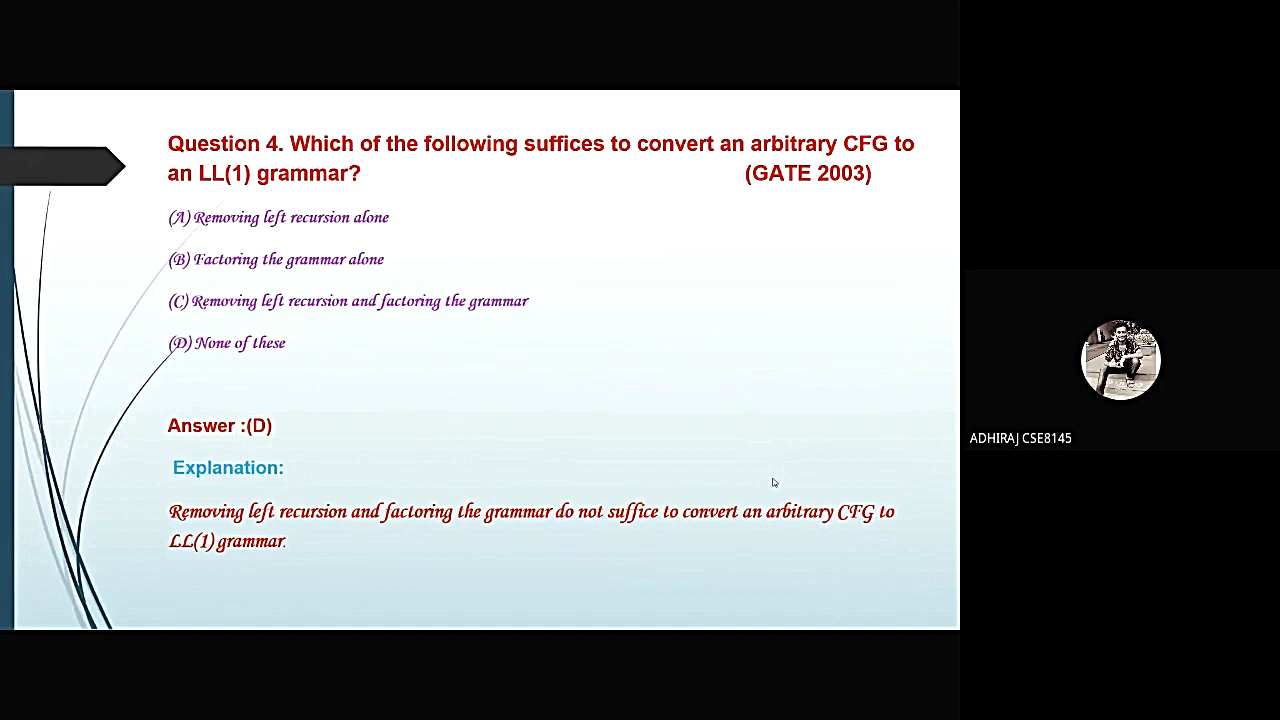 Question 4. Which of the following suffices to convert an arbitrary CFG to
an LL(1) grammar? (GATE 2003)
(A) Removing left recursion alone
(B) Factoring the grammar alone
(C) Removing left recursion and factoring the grammar
(D) None of these
Answer :(D)
Explanation:
Removing left recursion and factoring the grammar do not suffice to convert an arbitrary CFG to
LL(1) grammar.
ADHIRAJ CSE8145